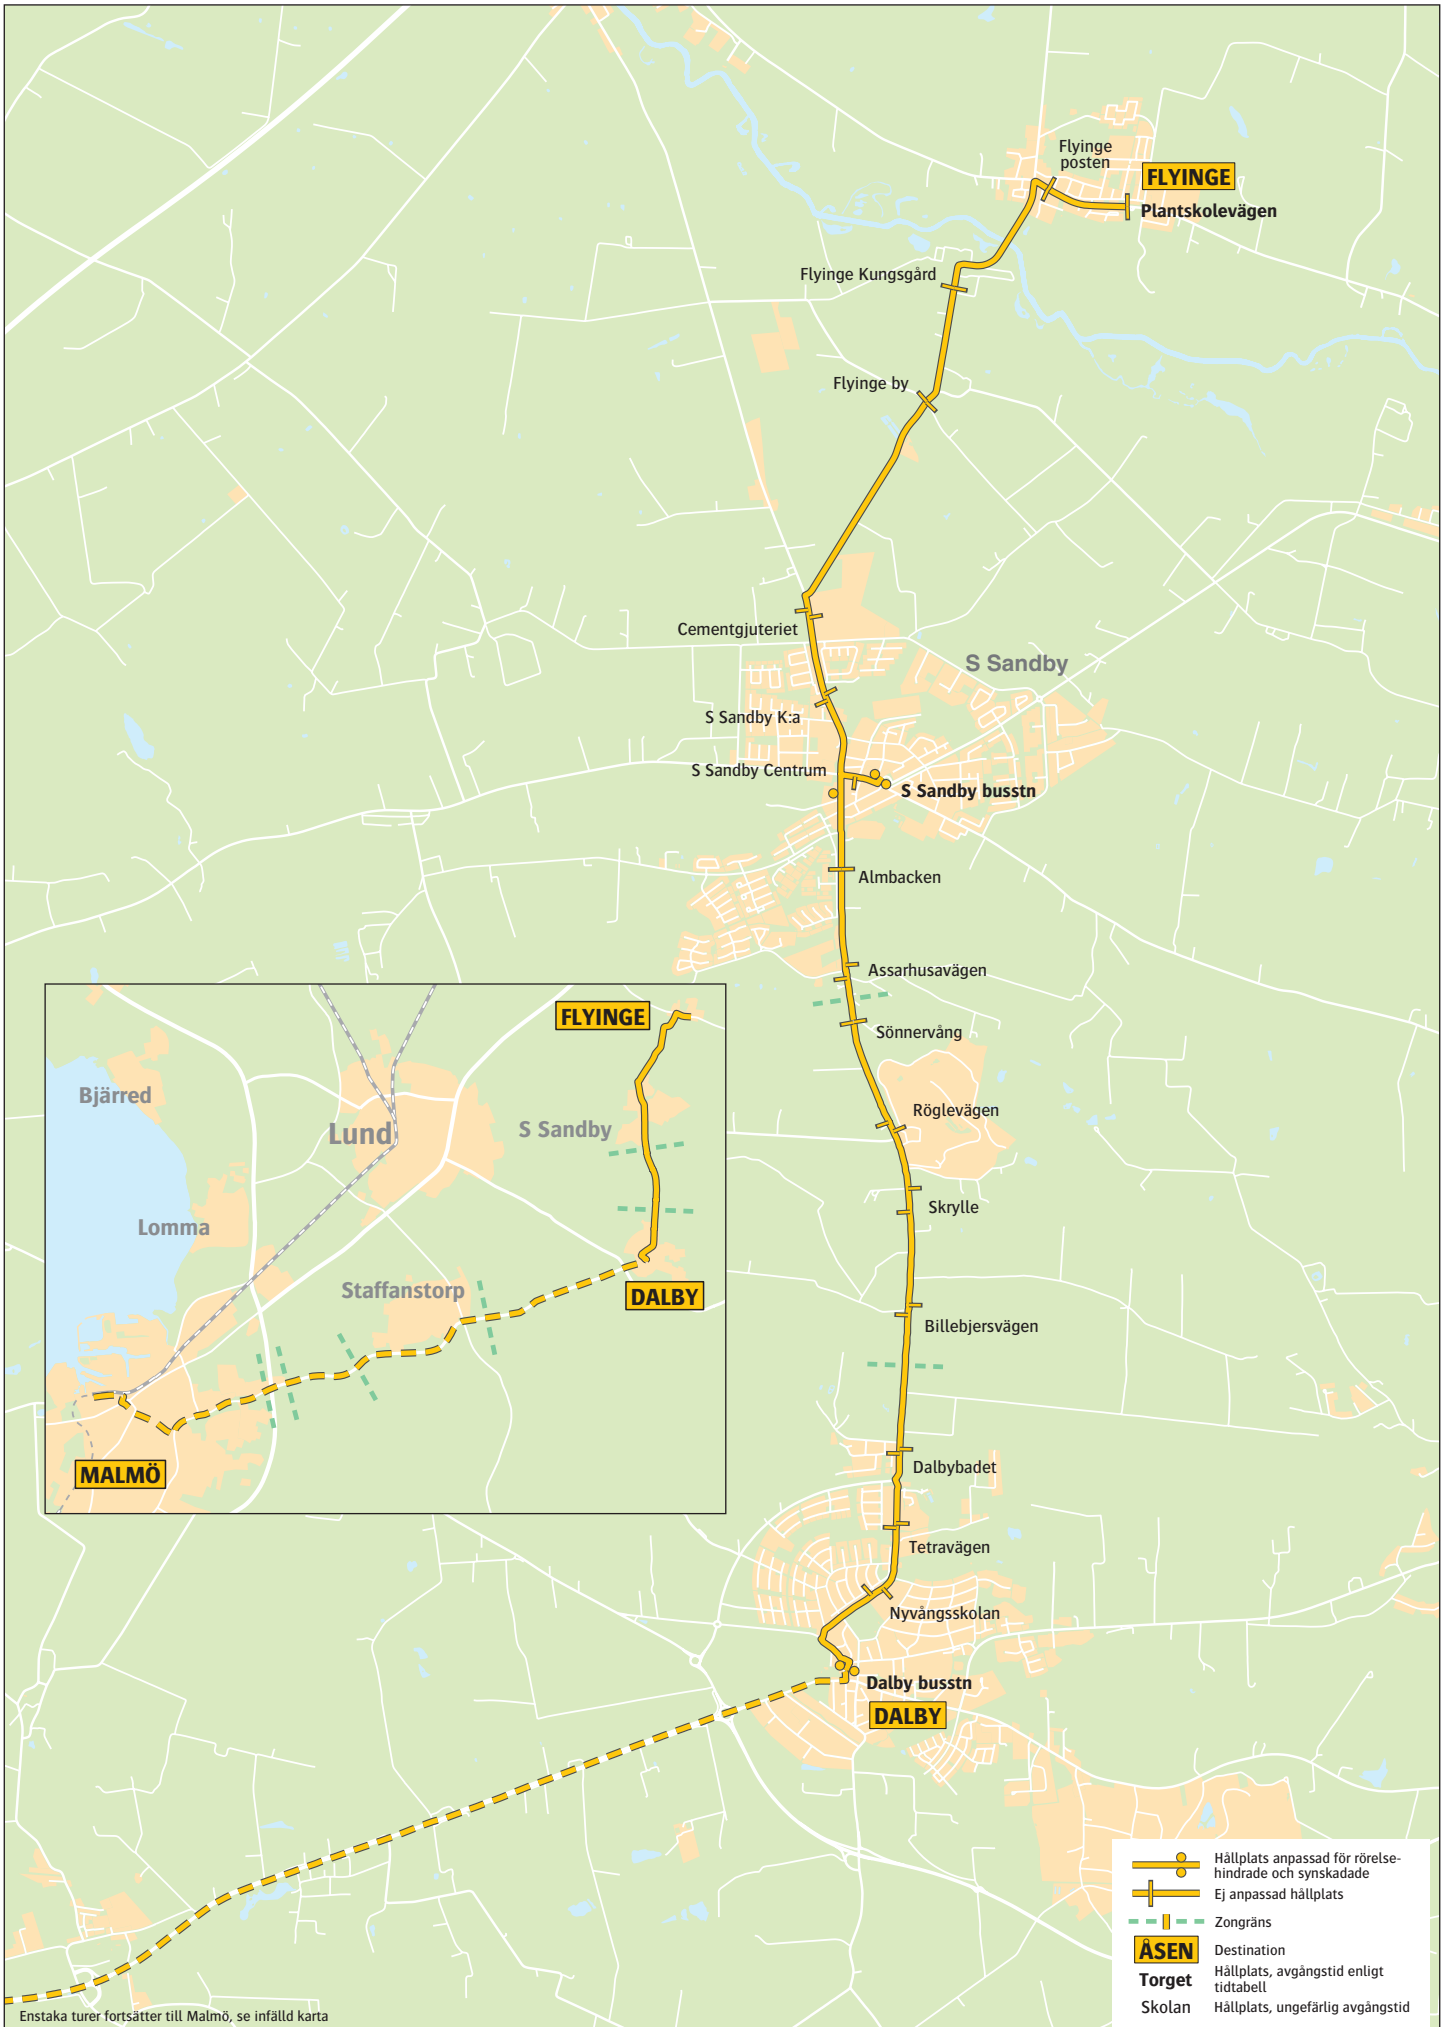 Flyinge
posten
FLYINGE
Plantskolevägen
Flyinge Kungsgård
Flyinge by
Cementgjuteriet
S Sandby
S Sandby K:a
S Sandby Centrum
S Sandby busstn
Almbacken
Assarhusavägen
Sönnervång
Röglevägen
Skrylle
Billebjersvägen
Dalbybadet
Tetravägen
Nyvångsskolan
Dalby busstn
DALBY
FLYINGE
Bjärred
Lund
S Sandby
Lomma
Staffanstorp
DALBY
MALMÖ
Hållplats anpassad för rörelse-
hindrade och synskadade
Ej anpassad hållplats
Zongräns
ÅSEN Destination
Torget Hållplats, avgångstid enligt
tidtabell
Skolan Hållplats, ungefärlig avgångstid
Enstaka turer fortsätter till Malmö, se infälld karta